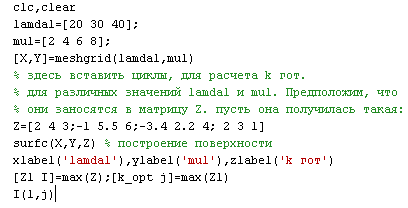 clc,clear
lamdal=[20 30 40];
mul=[2 4 6 8];
[X,Y]=meshgrid(lamdal,mul)
% здесь вставить циклы, для расчета k гот.
% для различных значений lamdal и mul. Предположим, что
% они заносятся в матрицу Z. пусть она получилась такая:
Z=[2 4 3;-1 5.5 6;-3.4 2.2 4; 2 3 1]
surfc(X,Y,Z) % построение поверхности
xlabel('lamdal'),ylabel('mul'),zlabel('k гот')
[Z1 I]=max(Z);[k_opt j]=max(Z1)
I(1,j)